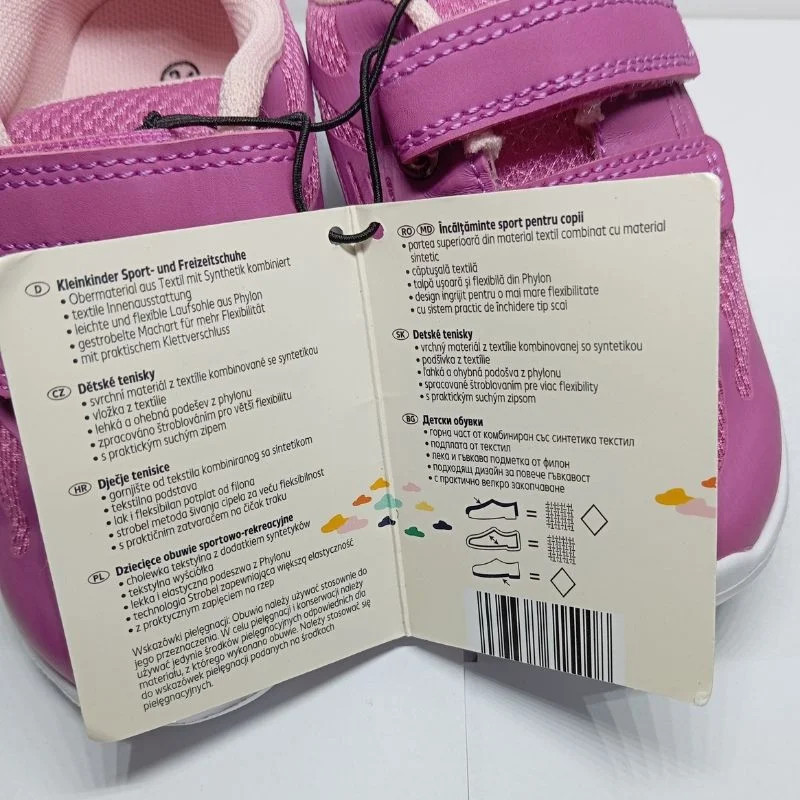 D Kleinkinder Sport- und Freizeitschuhe
• Obermaterial aus Textil mit Synthetik kombiniert
• textile Innenausstattung
• leichte und flexible Laufsohle aus Phylon
• gestrobelte Machart für mehr Flexibilität
• mit praktischem Klettverschluss
CZ Dětské tenisky
• svrchní materiál z textilie kombinované se syntetikou
• vložka z textilie
• lehká a ohebná podešev z phylonu
• zpracováno štroblováním pro větší flexibilitu
• s praktickým suchým zipem
HR Dječje tenisice
• gornjište od tekstila kombiniranog sa sintetikom
• tekstilna podstava
• lak i fleksibilan potplat od filona
• strobel metoda šivanja cipela za veću fleksibilnost
• s praktičnim zatvaračem na čičak traku
PL Dziecięce obuwie sportowo-rekreacyjne
• cholewka tekstylna z dodatkiem syntetyków
• tekstylna wyściółka
• lekka i elastyczna podeszwa z Phylonu
• technologia Strobel zapewniająca większą elastyczność
• z praktycznym zapięciem na rzep
Wskazówki pielęgnacji: Obuwia należy używać stosownie do
jego przeznaczenia. W celu pielęgnacji i konserwacji należy
używać jedynie środków pielęgnacyjnych odpowiednich dla
materiału, z którego wykonano obuwie. Należy stosować się
do wskazówek pielęgnacji podanych na środkach
pielęgnacyjnych.
RO MD Încălțăminte sport pentru copii
• partea superioară din material textil combinat cu material
sintetic
• căptușală textilă
• talpă ușoară și flexibilă din Phylon
• design îngrijit pentru o mai mare flexibilitate
• cu sistem practic de închidere tip scai
SK Detské tenisky
• vrchný materiál z textílie kombinovanej so syntetikou
• podšívka z textílie
• ľahká a ohybná podošva z phylonu
• spracované štroblovaním pre viac flexibility
• s praktickým suchým zipsom
BG Детски обувки
• горна част от комбиниран със синтетика текстил
• подплата от текстил
• лека и гъвкава подметка от филон
• подходящ дизайн за повече гъвкавост
• с практично велкро закопчаване
=
=
=